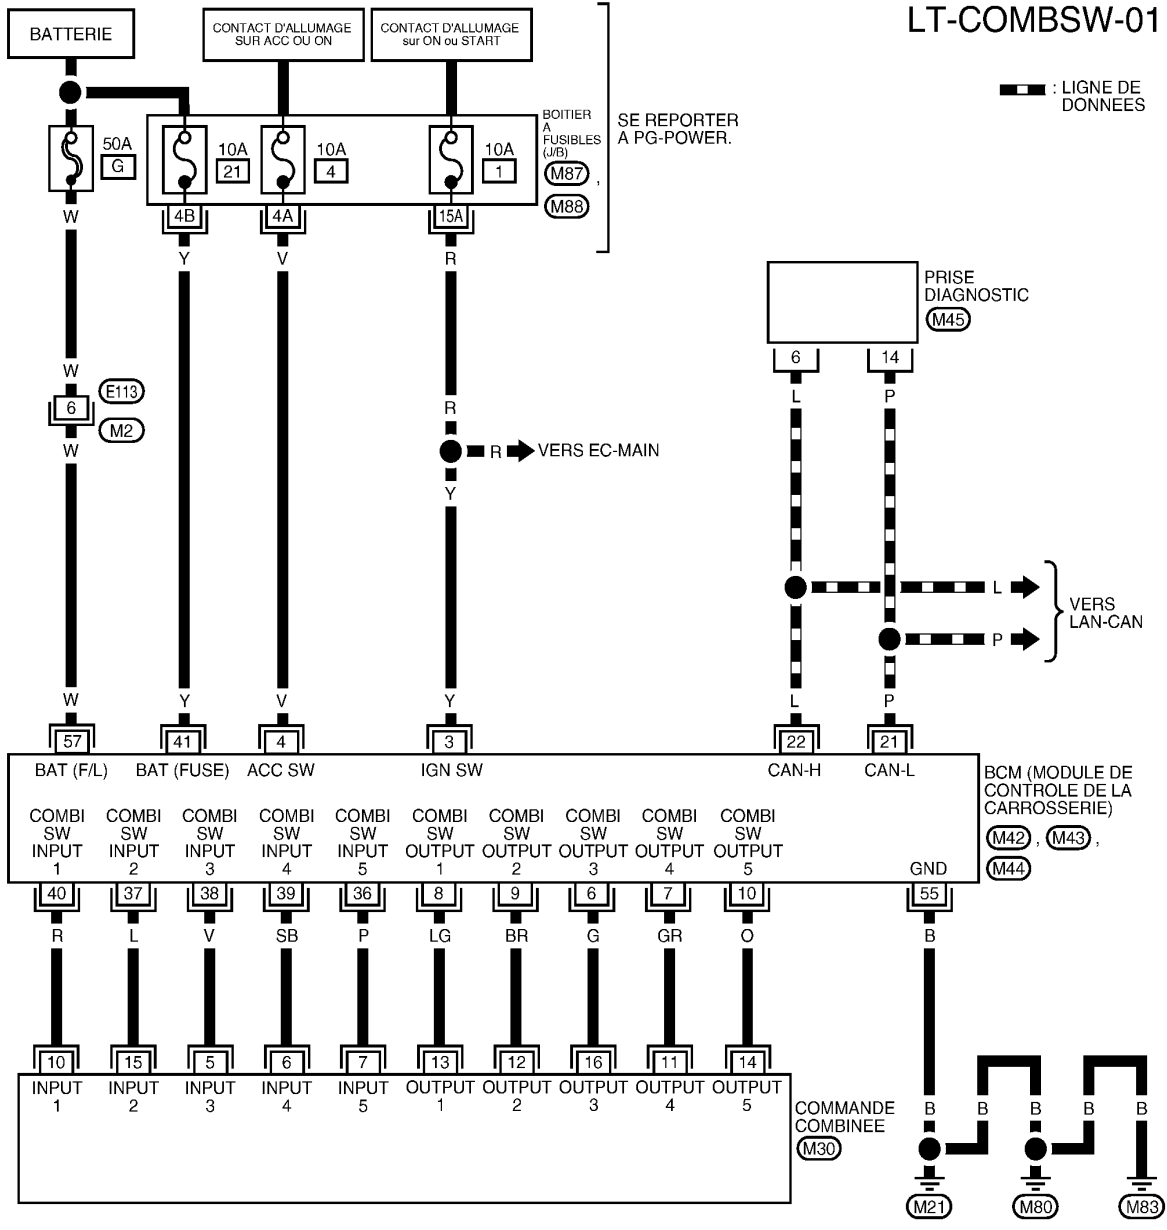 LT-COMBSW-01
BATTERIE
CONTACT D'ALLUMAGE
SUR ACC OU ON
CONTACT D'ALLUMAGE
sur ON ou START
: LIGNE DE
DONNEES
50A
G
10A
21
10A
4
10A
1
BOITIER
A
FUSIBLES
(J/B)
M87 ,
M88
SE REPORTER
A PG-POWER.
4B 4A 15A
W Y V R
PRISE
DIAGNOSTIC
M45
6 14
L P
W R
E113
6
M2
W
R VERS EC-MAIN
Y
L
P
VERS
LAN-CAN
W Y V Y L P
57 41 4 3 22 21
BAT (F/L) BAT (FUSE) ACC SW IGN SW CAN-H CAN-L
BCM (MODULE DE
CONTROLE DE LA
CARROSSERIE)
M42 , M43 ,
M44
COMBI COMBI COMBI COMBI COMBI COMBI COMBI COMBI COMBI COMBI
SW SW SW SW SW SW SW SW SW SW
INPUT INPUT INPUT INPUT INPUT OUTPUT OUTPUT OUTPUT OUTPUT OUTPUT
1 2 3 4 5 1 2 3 4 5 GND
40 37 38 39 36 8 9 6 7 10 55
R L V SB P LG BR G GR O B
10 15 5 6 7 13 12 16 11 14
INPUT INPUT INPUT INPUT INPUT OUTPUT OUTPUT OUTPUT OUTPUT OUTPUT
1 2 3 4 5 1 2 3 4 5
COMMANDE
COMBINEE
M30
B B B B B
M21 M80 M83